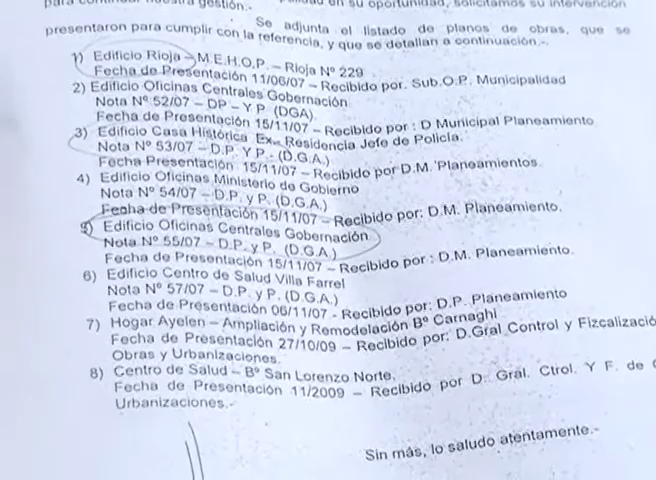 para continuar nuestra gestión.- su oportunidad, solicitamos su intervención
Se adjunta el listado de planos de obras, que se
presentaron para cumplir con la referencia, y que se detallan a continuación.-.
1) Edificio Rioja – M.E.H.O.P. – Rioja Nº 229
Fecha de Presentación 11/06/07 – Recibido por. Sub.O.P. Municipalidad
2) Edificio Oficinas Centrales Gobernación
Nota Nº 52/07 – DP – Y P. (DGA)
Fecha de Presentación 15/11/07 – Recibido por : D Municipal Planeamiento
3) Edificio Casa Histórica Ex – Residencia Jefe de Policía.
Nota Nº 53/07 – D.P. Y P.- (D.G.A.)
Fecha Presentación 15/11/07 – Recibido por D.M. Planeamientos.
4) Edificio Oficinas Ministerio de Gobierno
Nota Nº 54/07 – D.P. y P. (D.G.A.)
Fecha de Presentación 15/11/07 – Recibido por: D.M. Planeamiento.
5) Edificio Oficinas Centrales Gobernación
Nota Nº 55/07 – D.P. y P. (D.G.A.)
Fecha de Presentación 15/11/07 – Recibido por : D.M. Planeamiento.
6) Edificio Centro de Salud Villa Farrel
Nota Nº 57/07 – D.P. y P. (D.G.A.)
Fecha de Presentación 06/11/07 - Recibido por: D.P. Planeamiento
7) Hogar Ayelen – Ampliación y Remodelación Bº Carnaghi
Fecha de Presentación 27/10/09 – Recibido por: D.Gral Control y Fizcalizació
Obras y Urbanizaciones.
8) Centro de Salud – Bº San Lorenzo Norte.
Fecha de Presentación 11/2009 – Recibido por D. Gral. Ctrol. Y F. de
Urbanizaciones.-
Sin más, lo saludo atentamente.-